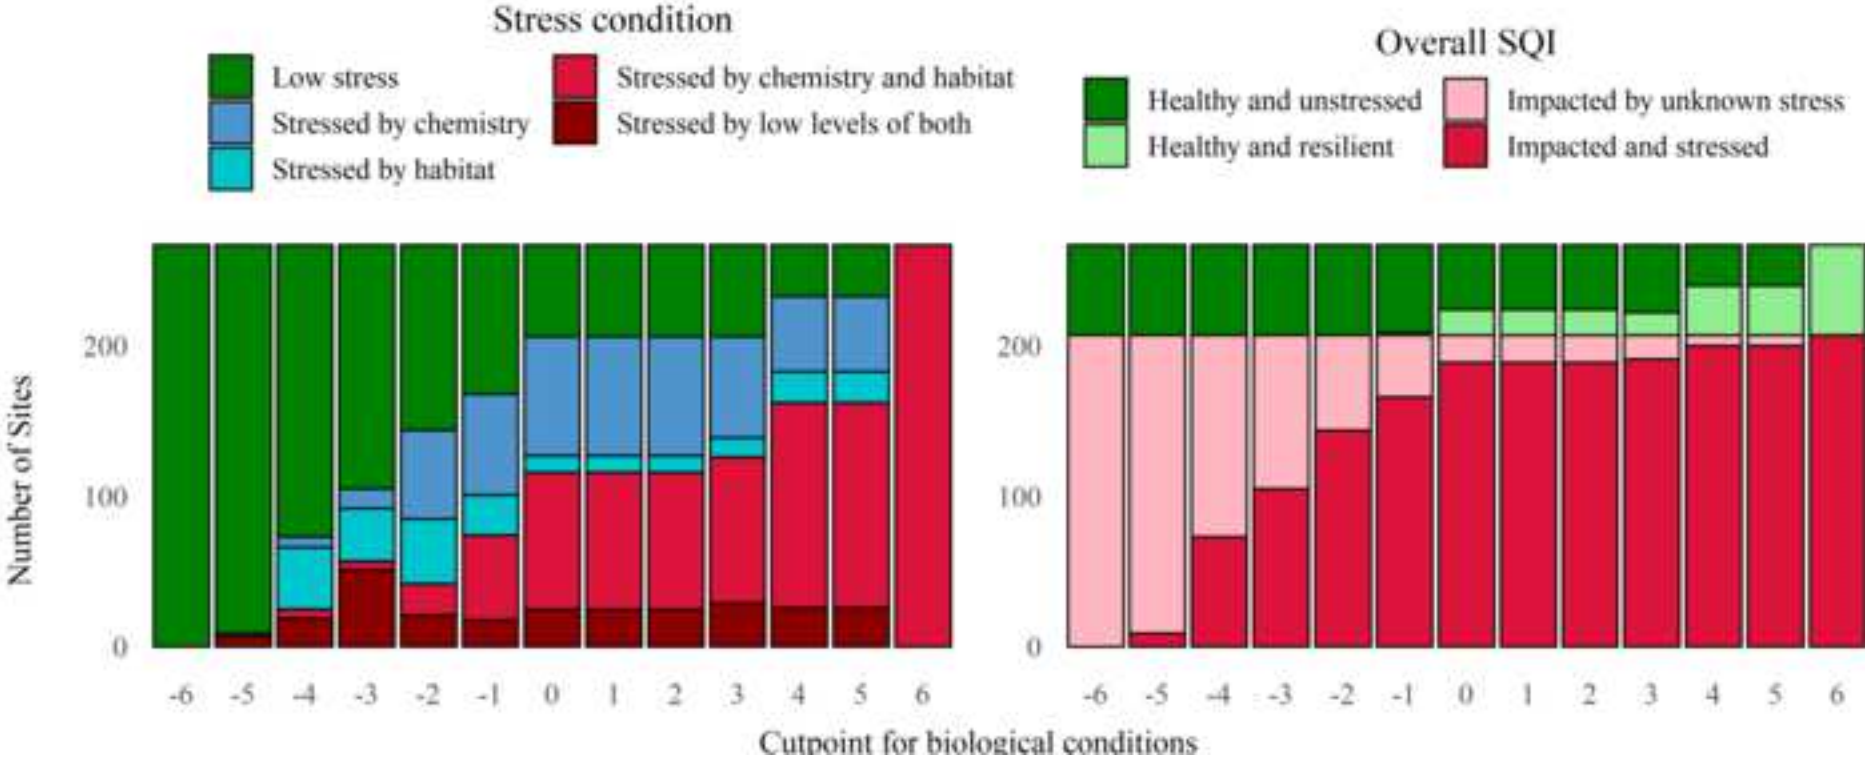 Stress condition
Low stress
Stressed by chemistry
Stressed by habitat
Stressed by chemistry and habitat
Stressed by low levels of both
Overall SQI
Healthy and unstressed
Healthy and resilient
Impacted by unknown stress
Impacted and stressed
Number of Sites
200
100
0
-6 -5 -4 -3 -2 -1 0 1 2 3 4 5 6
200
100
0
-6 -5 -4 -3 -2 -1 0 1 2 3 4 5 6
Cutpoint for biological conditions